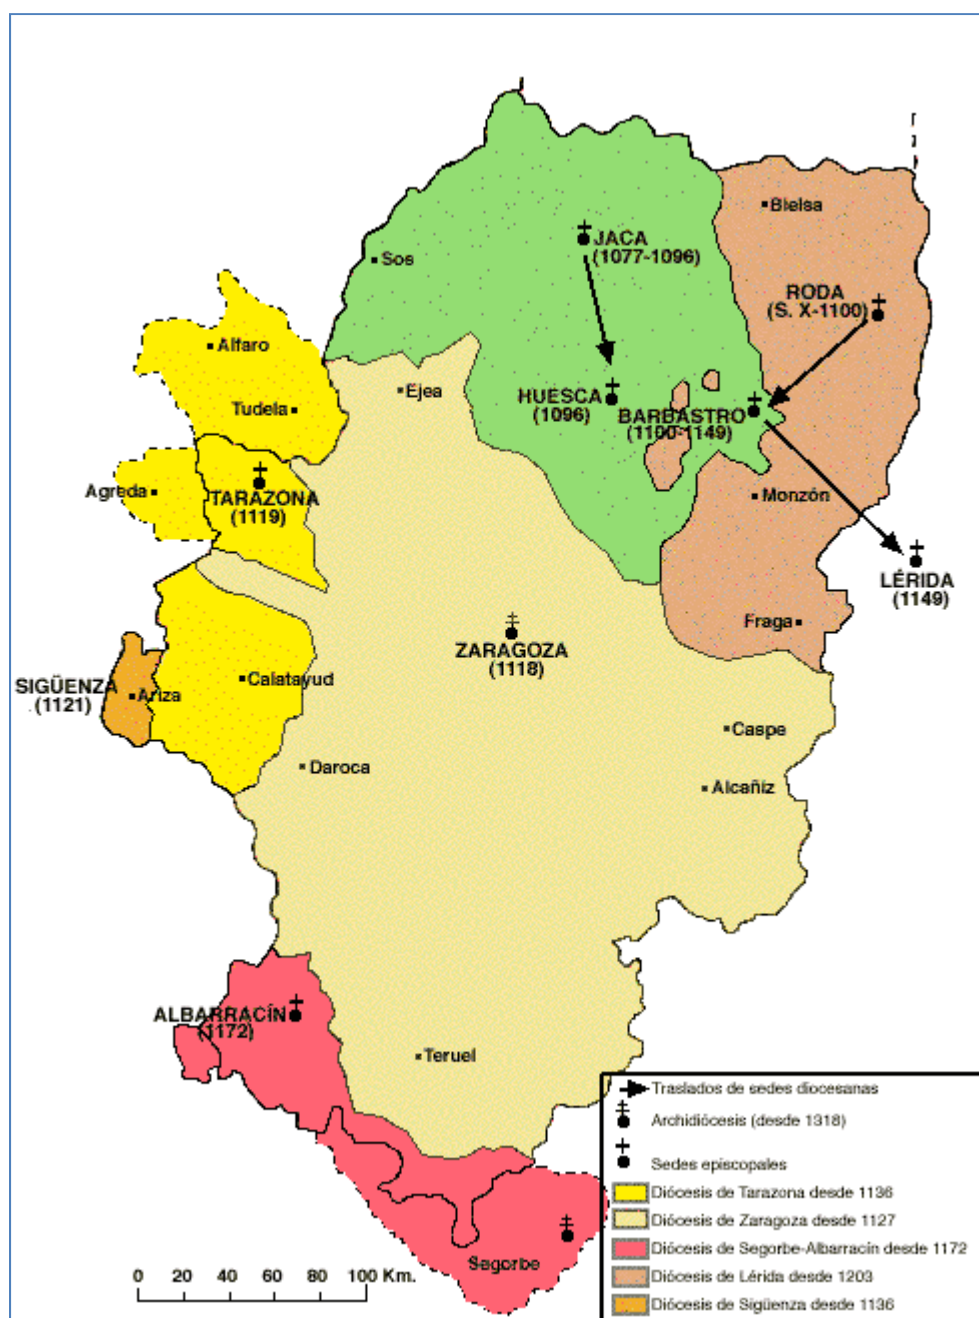 Bielsa
JACA
(1077-1096)
Sos
RODA
(S. X-1100)
Alfaro
Ejea
HUESCA
(1096)
Tudela
BARBASTRO
(1100-1149)
Agreda
TARAZONA
(1119)
Monzón
LÉRIDA
(1149)
Fraga
ZARAGOZA
(1118)
SIGÜENZA
(1121)
Ariza
Calatayud
Caspe
Daroca
Alcañiz
ALBARRACÍN
(1172)
Teruel
Segorbe
0 20 40 60 80 100 Km.
Traslados de sedes diocesanas
Archidiócesis (desde 1318)
Sedes episcopales
Diócesis de Tarazona desde 1136
Diócesis de Zaragoza desde 1127
Diócesis de Segorbe-Albarracín desde 1172
Diócesis de Lérida desde 1203
Diócesis de Sigüenza desde 1136